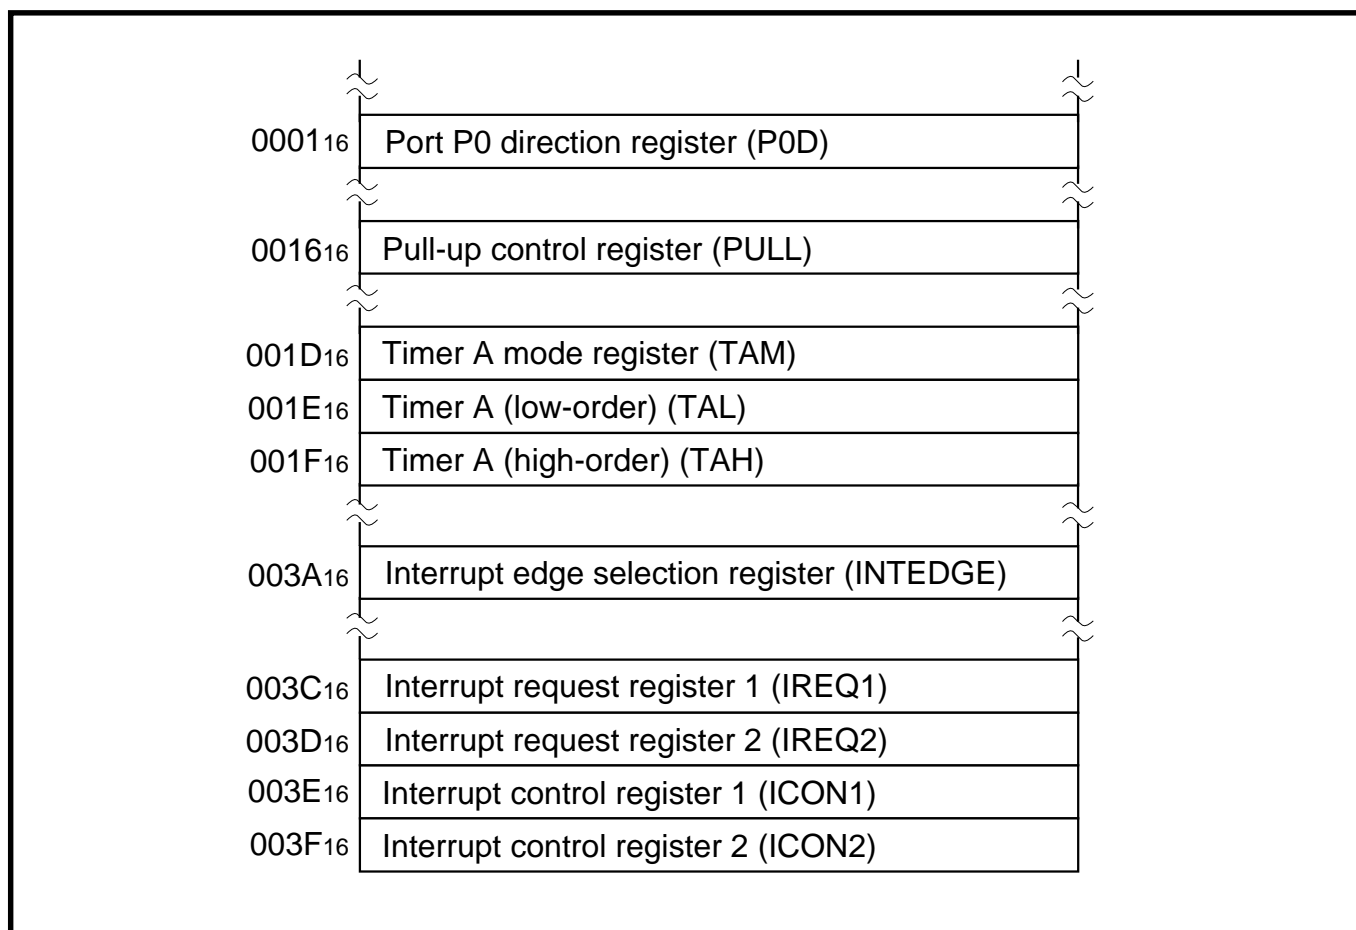 0001₁₆ Port P0 direction register (P0D)
0016₁₆ Pull-up control register (PULL)
001D₁₆ Timer A mode register (TAM)
001E₁₆ Timer A (low-order) (TAL)
001F₁₆ Timer A (high-order) (TAH)
003A₁₆ Interrupt edge selection register (INTEDGE)
003C₁₆ Interrupt request register 1 (IREQ1)
003D₁₆ Interrupt request register 2 (IREQ2)
003E₁₆ Interrupt control register 1 (ICON1)
003F₁₆ Interrupt control register 2 (ICON2)